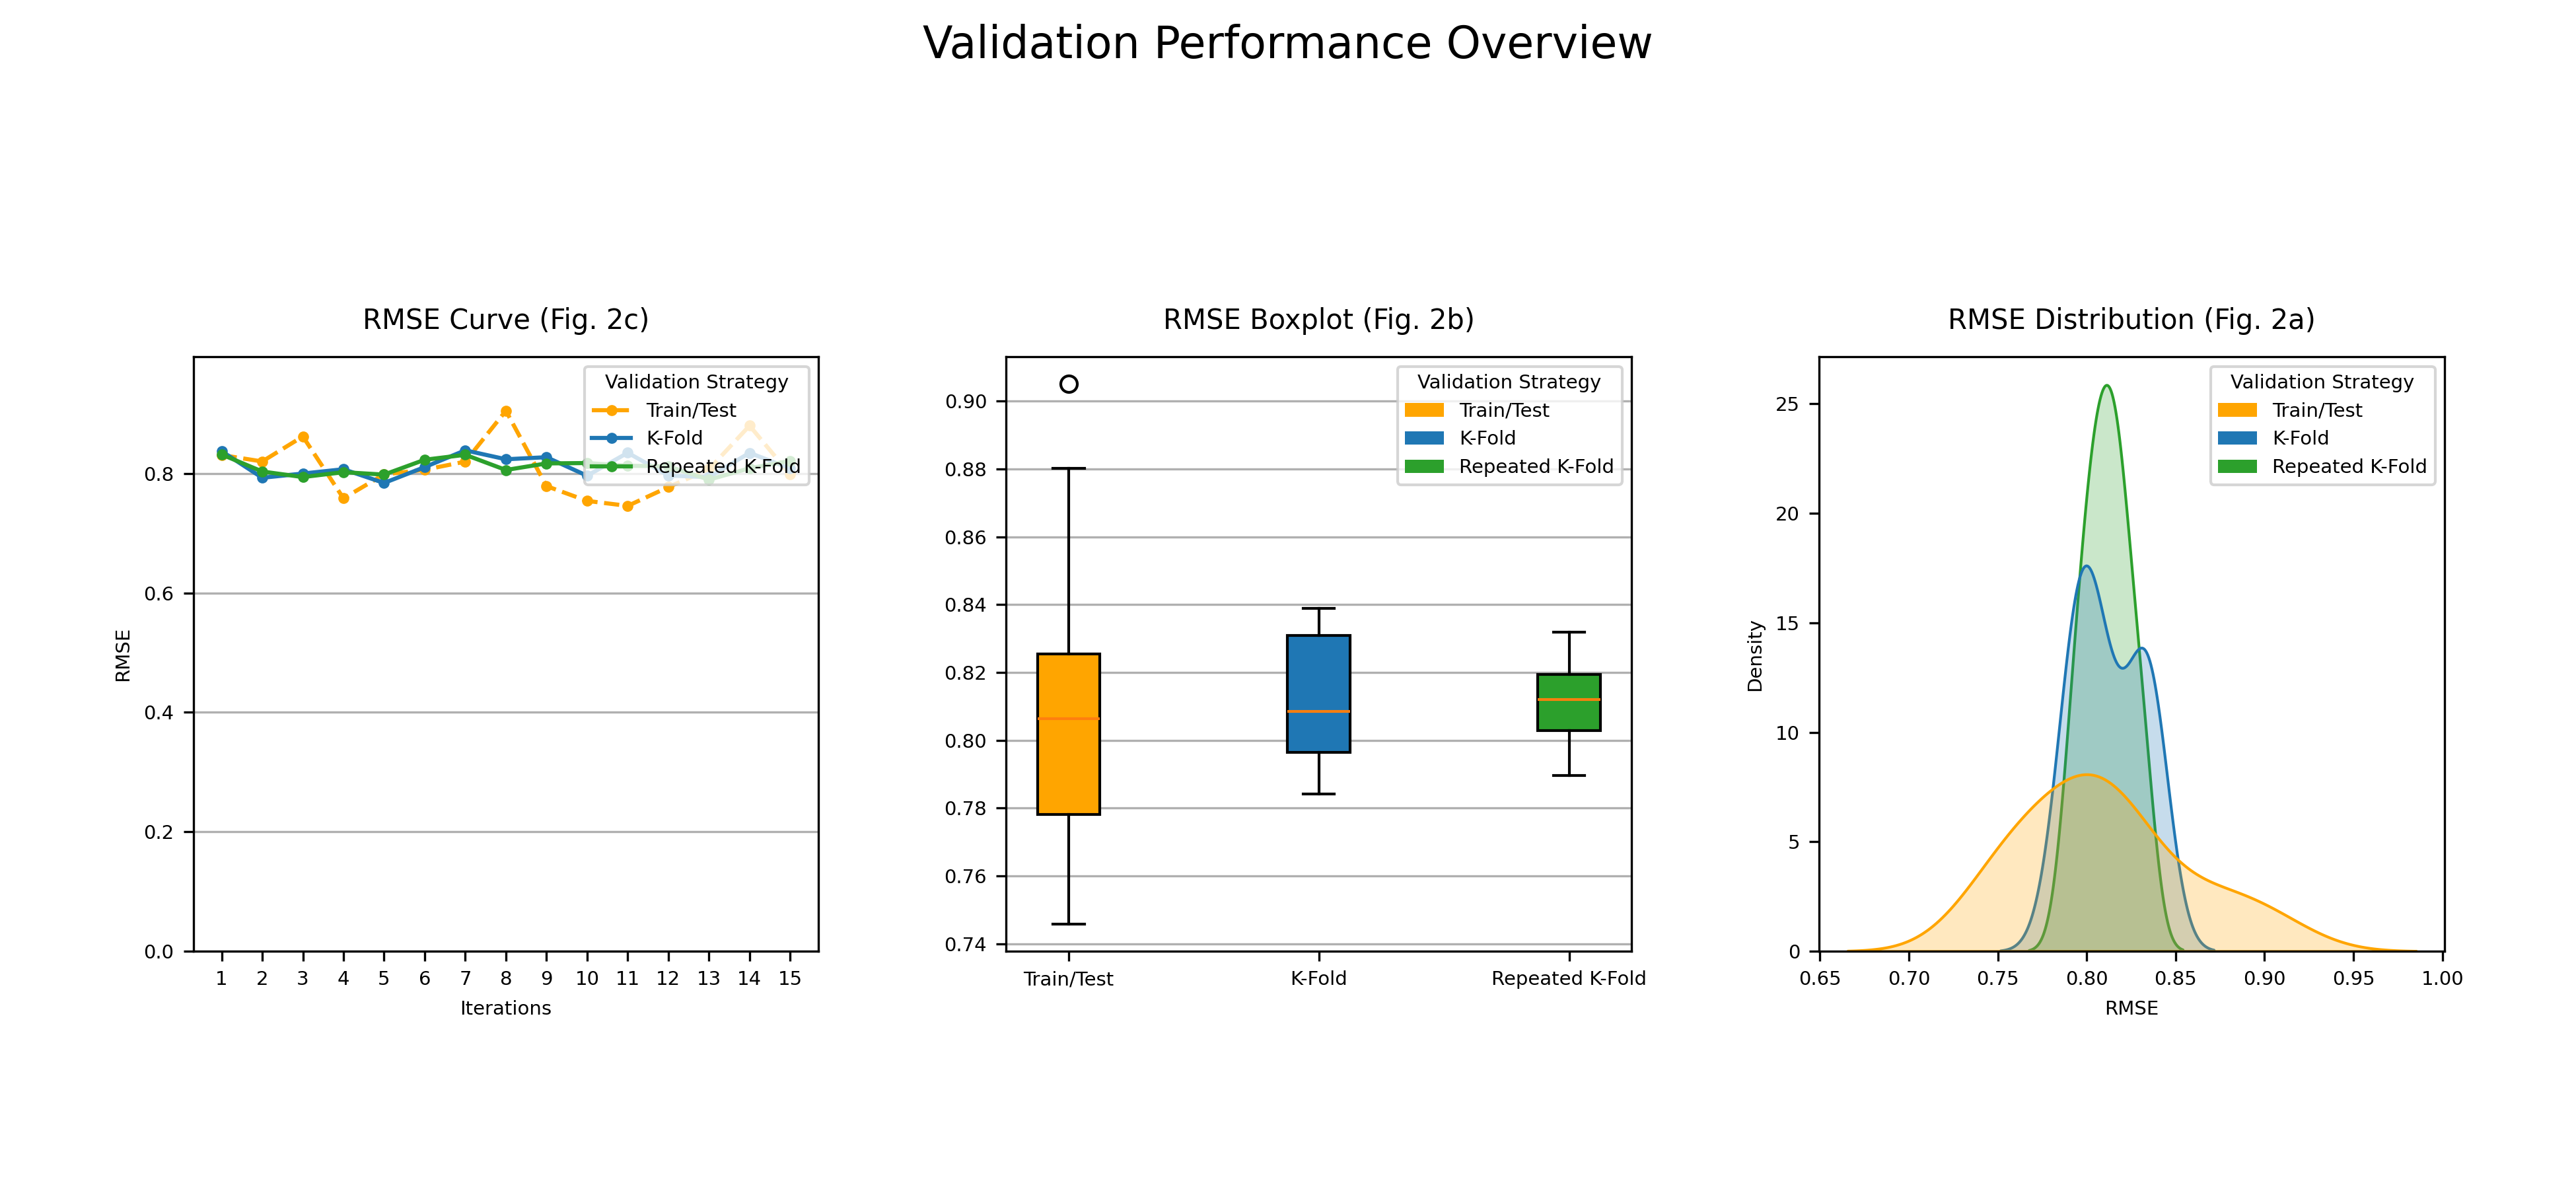 Validation Performance Overview
RMSE Curve (Fig. 2c)
Validation Strategy
Train/Test
K-Fold
Repeated K-Fold
RMSE
0.8
0.6
0.4
0.2
0.0
1 2 3 4 5 6 7 8 9 10 11 12 13 14 15
Iterations
RMSE Boxplot (Fig. 2b)
Validation Strategy
Train/Test
K-Fold
Repeated K-Fold
0.90
0.88
0.86
0.84
0.82
0.80
0.78
0.76
0.74
Train/Test K-Fold Repeated K-Fold
RMSE Distribution (Fig. 2a)
Validation Strategy
Train/Test
K-Fold
Repeated K-Fold
Density
25
20
15
10
5
0
0.65 0.70 0.75 0.80 0.85 0.90 0.95 1.00
RMSE